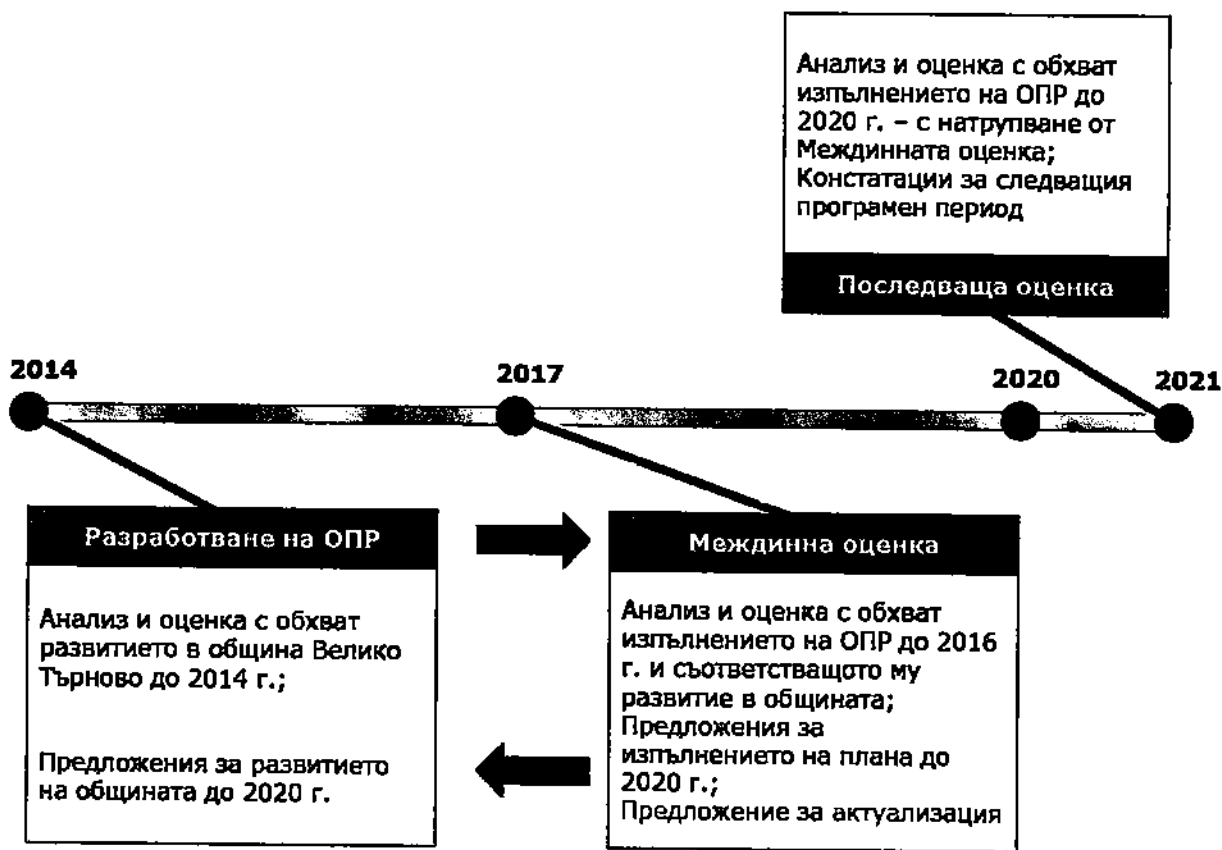 Анализ и оценка с обхват
изпълнението на ОПР до
2020 г. – с натрупване от
Междинната оценка;
Констатации за следващия
програмен период
Последваща оценка
2014
2017
2020
2021
Разработване на ОПР
Анализ и оценка с обхват
развитието в община Велико
Търново до 2014 г.;
Предложения за развитието
на общината до 2020 г.
Междинна оценка
Анализ и оценка с обхват
изпълнението на ОПР до 2016
г. и съответстващото му
развитие в общината;
Предложения за
изпълнението на плана до
2020 г.;
Предложение за актуализация